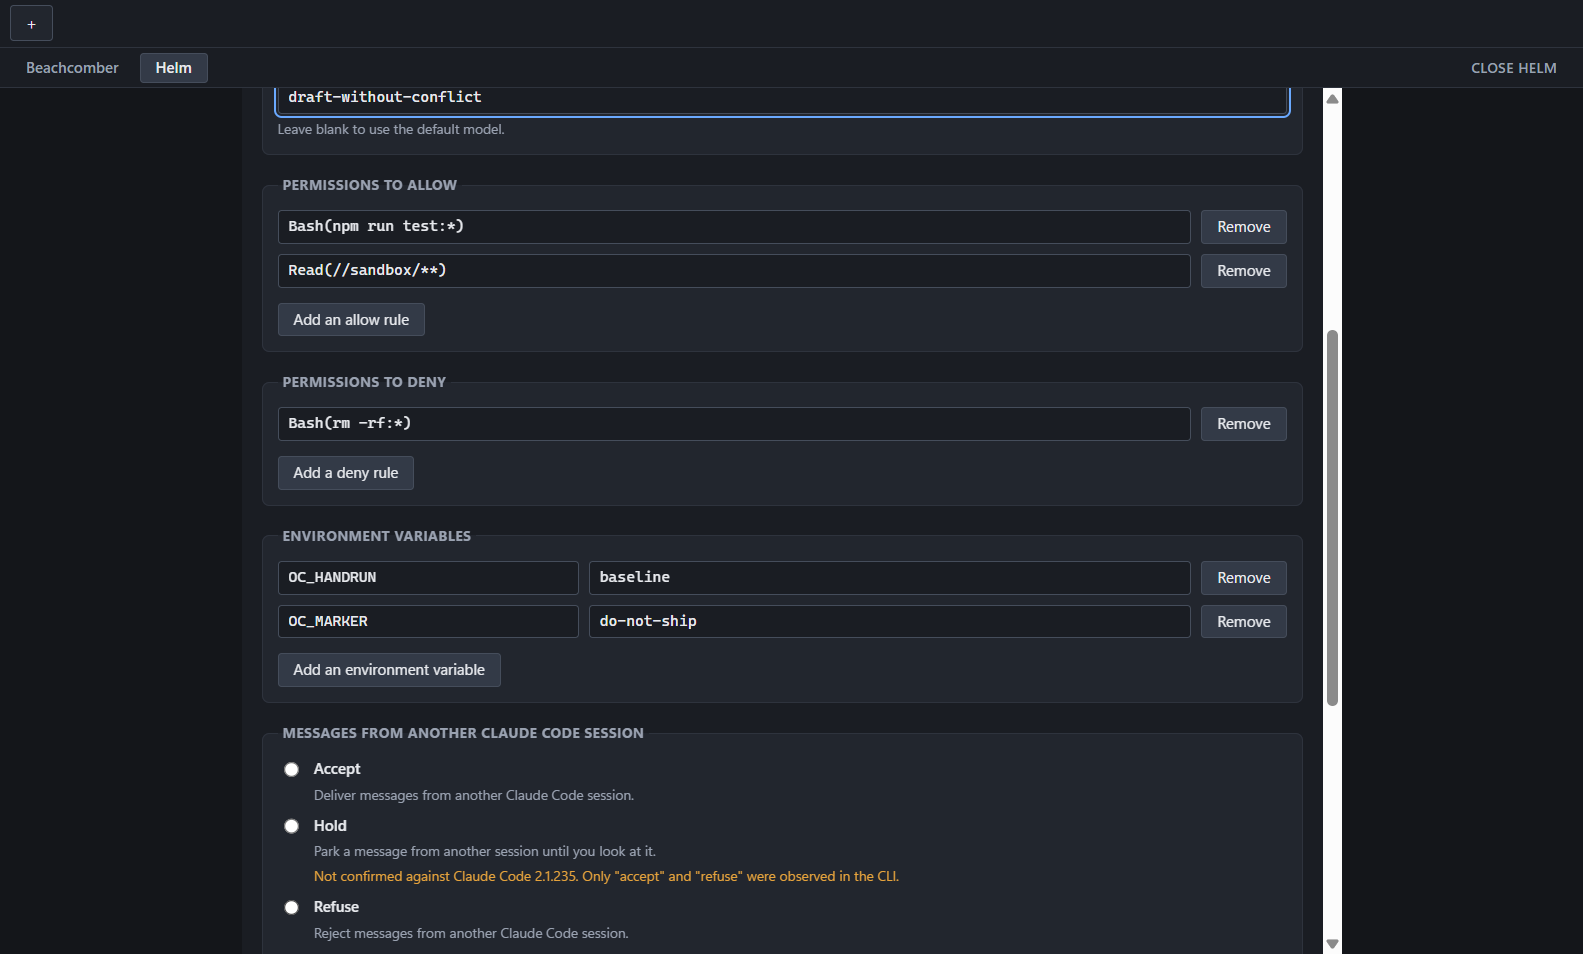 +
Beachcomber
Helm
CLOSE HELM
draft-without-conflict
Leave blank to use the default model.
PERMISSIONS TO ALLOW
Bash(npm run test:*)
Remove
Read(//sandbox/**)
Remove
Add an allow rule
PERMISSIONS TO DENY
Bash(rm -rf:*)
Remove
Add a deny rule
ENVIRONMENT VARIABLES
OC_HANDRUN
baseline
Remove
OC_MARKER
do-not-ship
Remove
Add an environment variable
MESSAGES FROM ANOTHER CLAUDE CODE SESSION
Accept
Deliver messages from another Claude Code session.
Hold
Park a message from another session until you look at it.
Not confirmed against Claude Code 2.1.235. Only "accept" and "refuse" were observed in the CLI.
Refuse
Reject messages from another Claude Code session.